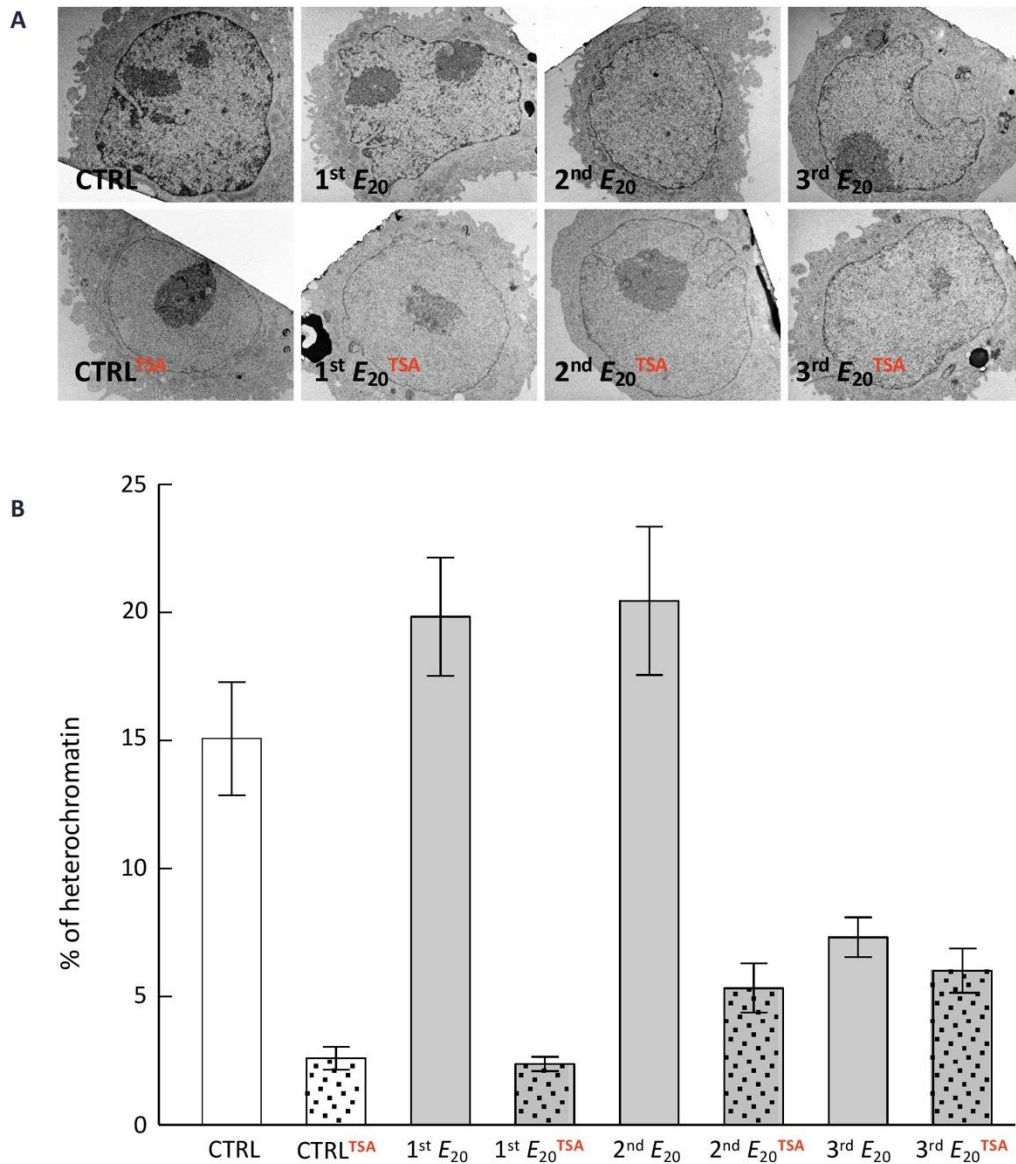 A
CTRL 1st E20 2nd E20 3rd E20
CTRLTSA 1st E20TSA 2nd E20TSA 3rd E20TSA
B
25
20
15
10
5
0
% of heterochromatin
CTRL CTRLTSA 1st E20 1st E20TSA 2nd E20 2nd E20TSA 3rd E20 3rd E20TSA